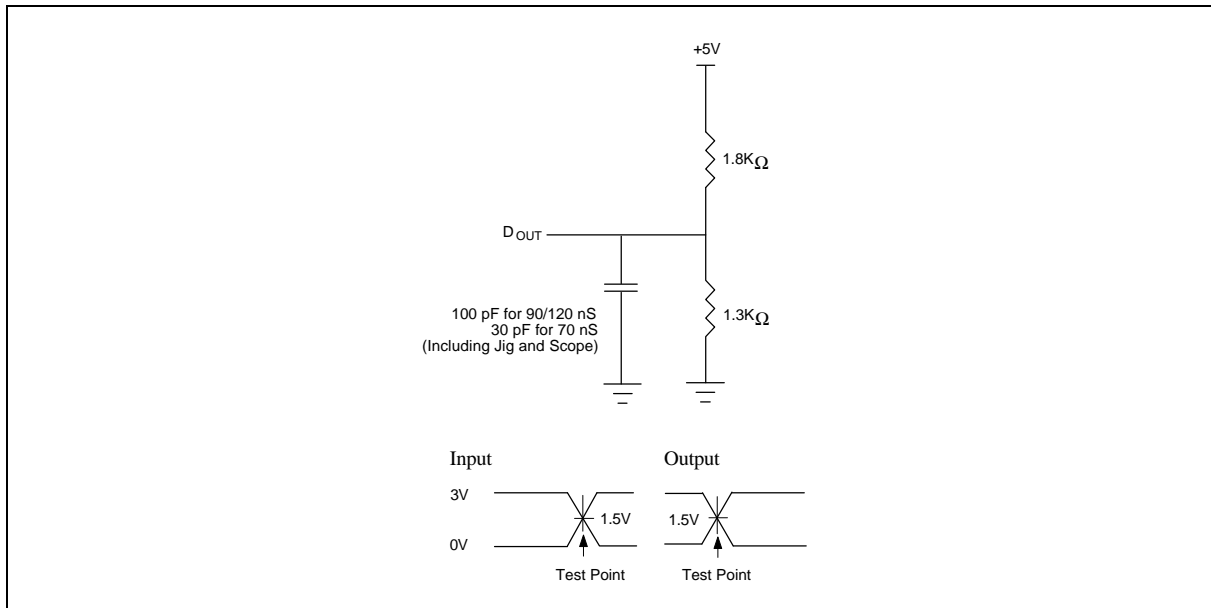 +5V
1.8KΩ
D OUT
100 pF for 90/120 nS
30 pF for 70 nS
(Including Jig and Scope)
1.3KΩ
Input
Output
3V
1.5V
1.5V
0V
Test Point
Test Point